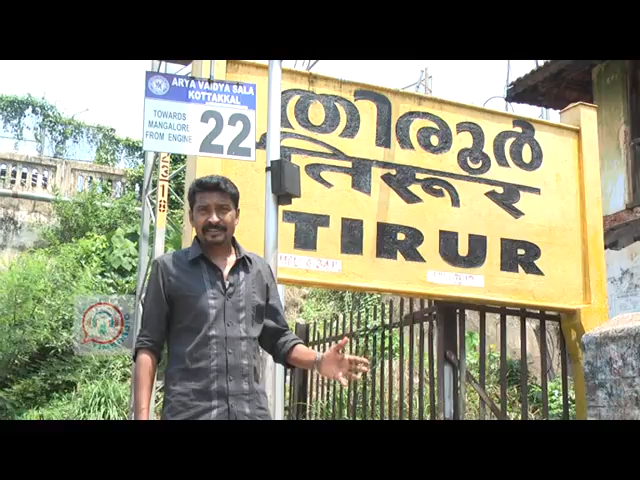 ARYA VAIDYA SALA
KOTTAKKAL
TOWARDS
MANGALORE
FROM ENGINE
22
തിരൂർ
तिरूर
TIRUR